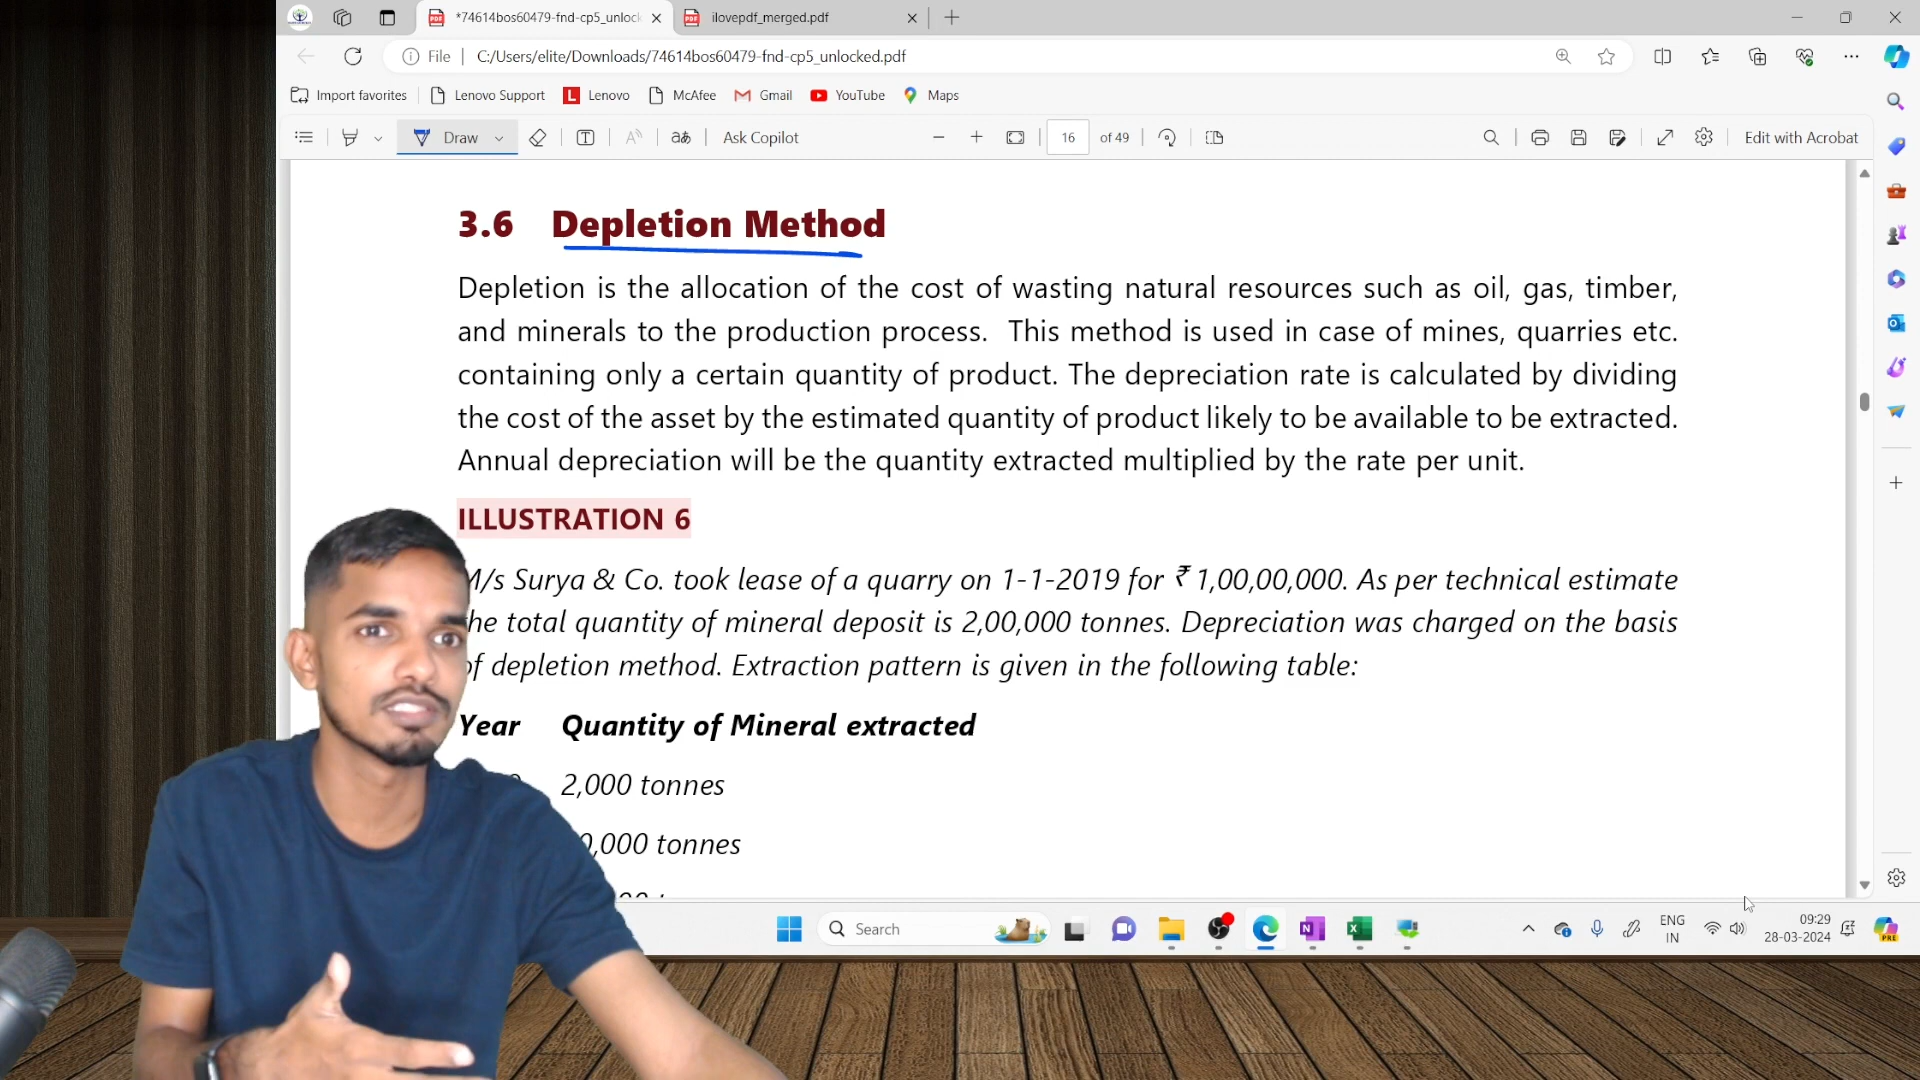 *74614bos60479-fnd-cp5_unlock
ilovepdf_merged.pdf
File
C:/Users/elite/Downloads/74614bos60479-fnd-cp5_unlocked.pdf
Import favorites
Lenovo Support
L Lenovo
McAfee
Gmail
YouTube
Maps
Draw
Ask Copilot
16 of 49
Edit with Acrobat
3.6 Depletion Method
Depletion is the allocation of the cost of wasting natural resources such as oil, gas, timber,
and minerals to the production process. This method is used in case of mines, quarries etc.
containing only a certain quantity of product. The depreciation rate is calculated by dividing
the cost of the asset by the estimated quantity of product likely to be available to be extracted.
Annual depreciation will be the quantity extracted multiplied by the rate per unit.
ILLUSTRATION 6
M/s Surya & Co. took lease of a quarry on 1-1-2019 for ₹ 1,00,00,000. As per technical estimate
the total quantity of mineral deposit is 2,00,000 tonnes. Depreciation was charged on the basis
of depletion method. Extraction pattern is given in the following table:
Year Quantity of Mineral extracted
2,000 tonnes
0,000 tonnes
Search
ENG
IN
09:29
28-03-2024